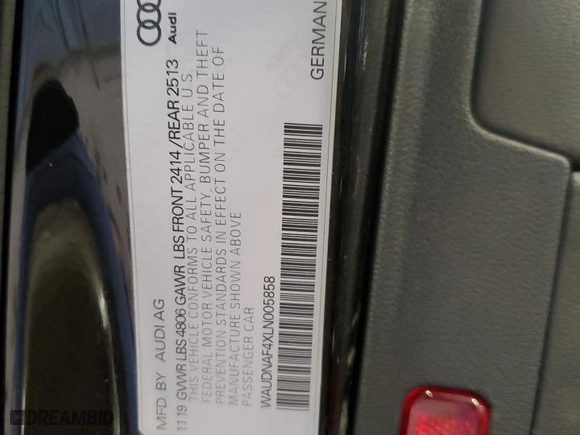 Audi
MFD. BY AUDI AG
11 19 GVWR LBS 4806 GAWR LBS FRONT 2414 / REAR 2513
THIS VEHICLE CONFORMS TO ALL APPLICABLE U S
FEDERAL MOTOR VEHICLE SAFETY, BUMPER AND THEFT
PREVENTION STANDARDS IN EFFECT ON THE DATE OF
MANUFACTURE SHOWN ABOVE
PASSENGER CAR
WAUDNAF4XLN005858
GERMAN
DREAMBID